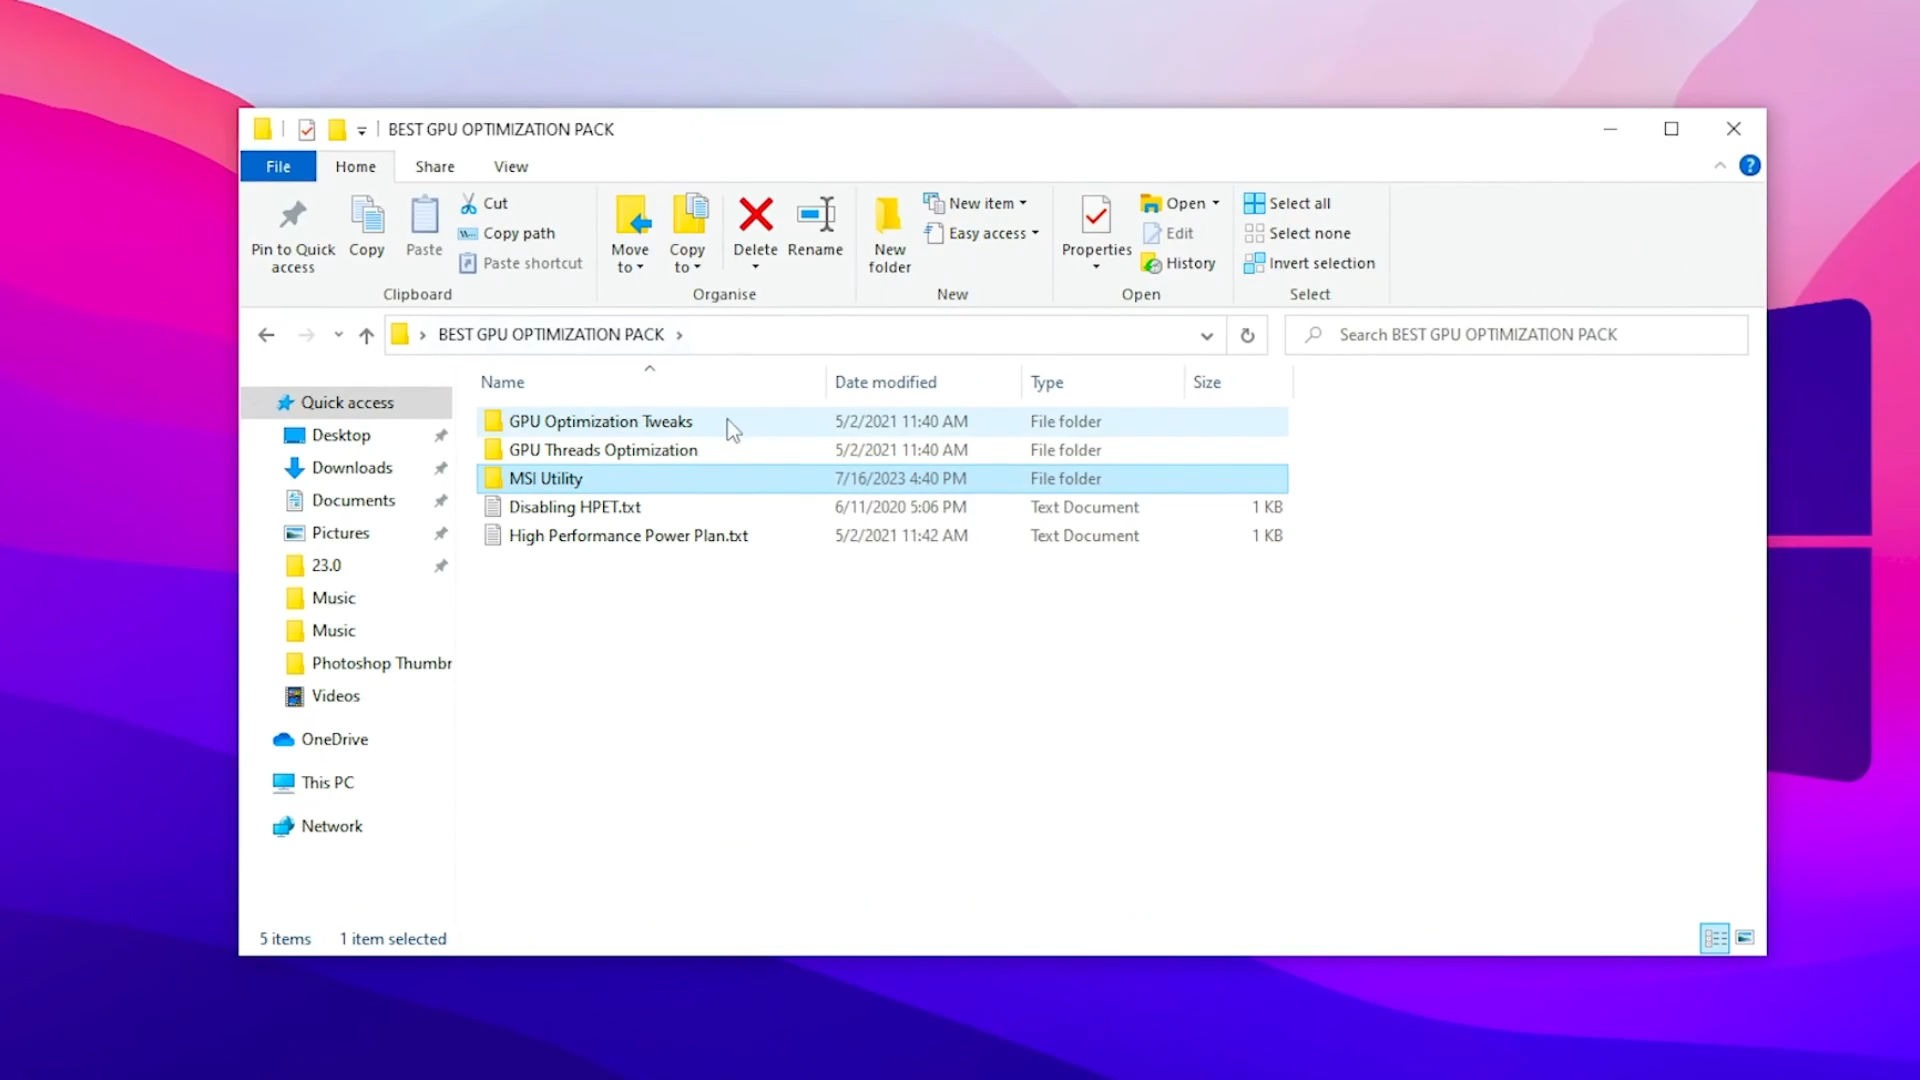 BEST GPU OPTIMIZATION PACK
File Home Share View
Pin to Quick access
Copy
Paste
Cut
Copy path
Paste shortcut
Clipboard
Move to
Copy to
Delete
Rename
Organise
New folder
New item
Easy access
New
Properties
Open
Edit
History
Open
Select all
Select none
Invert selection
Select
BEST GPU OPTIMIZATION PACK
Search BEST GPU OPTIMIZATION PACK
Quick access
Desktop
Downloads
Documents
Pictures
23.0
Music
Music
Photoshop Thumbr
Videos
OneDrive
This PC
Network
Name Date modified Type Size
GPU Optimization Tweaks 5/2/2021 11:40 AM File folder
GPU Threads Optimization 5/2/2021 11:40 AM File folder
MSI Utility 7/16/2023 4:40 PM File folder
Disabling HPET.txt 6/11/2020 5:06 PM Text Document 1 KB
High Performance Power Plan.txt 5/2/2021 11:42 AM Text Document 1 KB
5 items 1 item selected